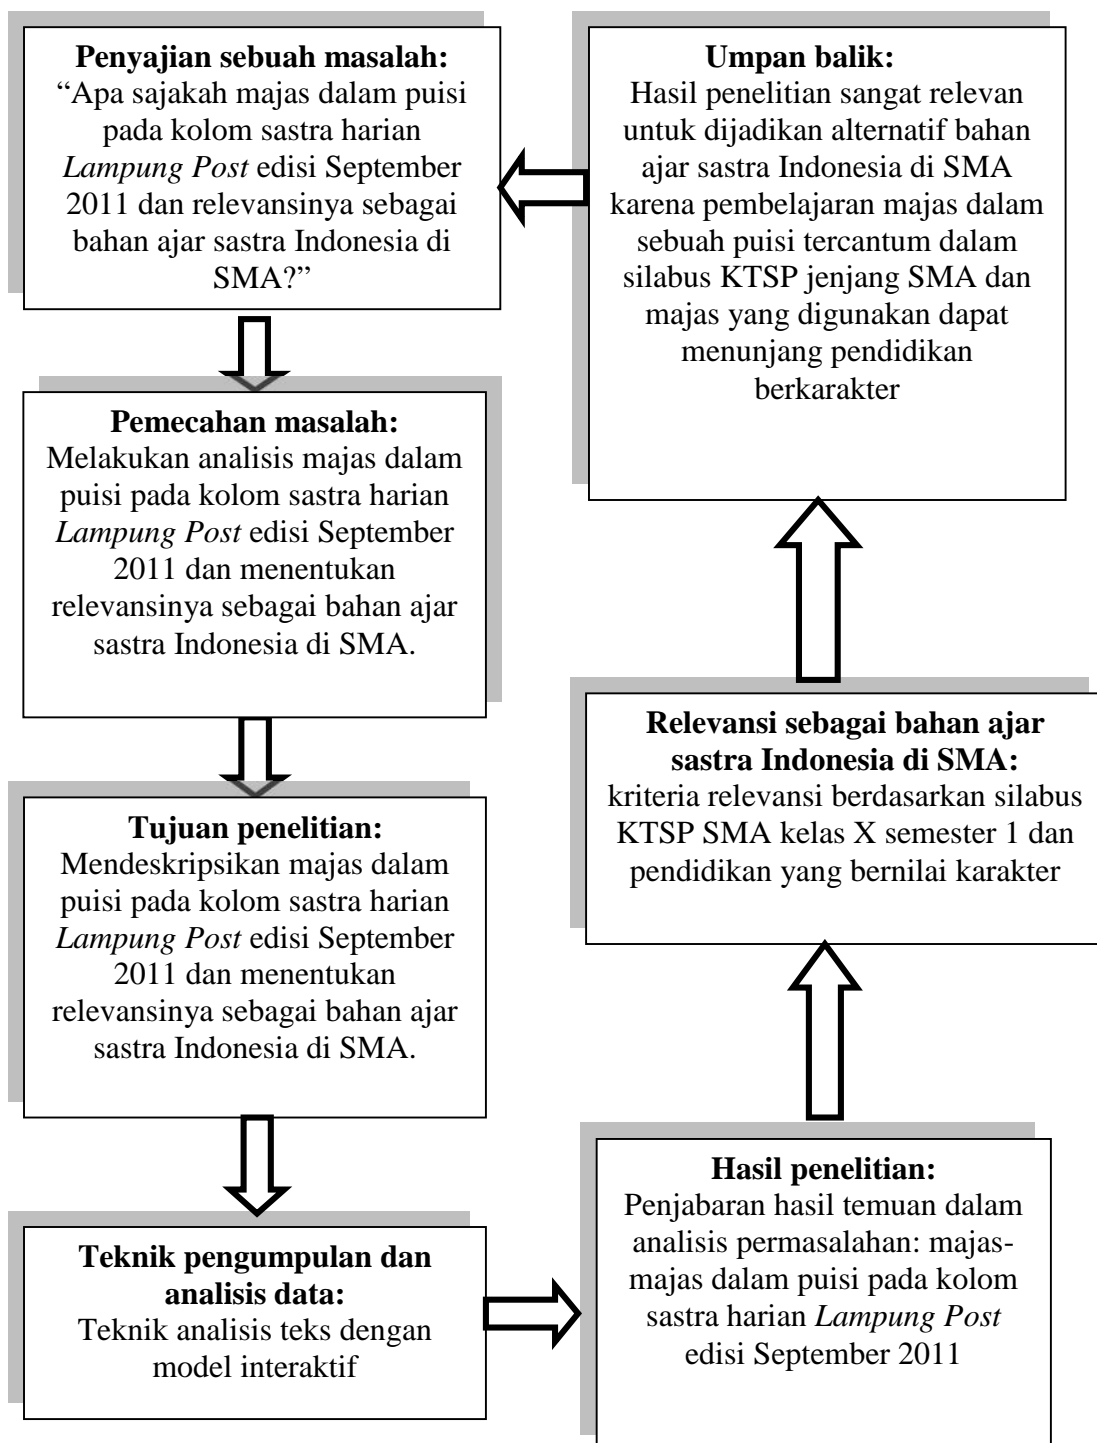 Penyajian sebuah masalah:
“Apa sajakah majas dalam puisi
pada kolom sastra harian
Lampung Post edisi September
2011 dan relevansinya sebagai
bahan ajar sastra Indonesia di
SMA?”
Pemecahan masalah:
Melakukan analisis majas dalam
puisi pada kolom sastra harian
Lampung Post edisi September
2011 dan menentukan
relevansinya sebagai bahan ajar
sastra Indonesia di SMA.
Tujuan penelitian:
Mendeskripsikan majas dalam
puisi pada kolom sastra harian
Lampung Post edisi September
2011 dan menentukan
relevansinya sebagai bahan ajar
sastra Indonesia di SMA.
Teknik pengumpulan dan
analisis data:
Teknik analisis teks dengan
model interaktif
Hasil penelitian:
Penjabaran hasil temuan dalam
analisis permasalahan: majas-
majas dalam puisi pada kolom
sastra harian Lampung Post
edisi September 2011
Relevansi sebagai bahan ajar
sastra Indonesia di SMA:
kriteria relevansi berdasarkan silabus
KTSP SMA kelas X semester 1 dan
pendidikan yang bernilai karakter
Umpan balik:
Hasil penelitian sangat relevan
untuk dijadikan alternatif bahan
ajar sastra Indonesia di SMA
karena pembelajaran majas dalam
sebuah puisi tercantum dalam
silabus KTSP jenjang SMA dan
majas yang digunakan dapat
menunjang pendidikan
berkarakter